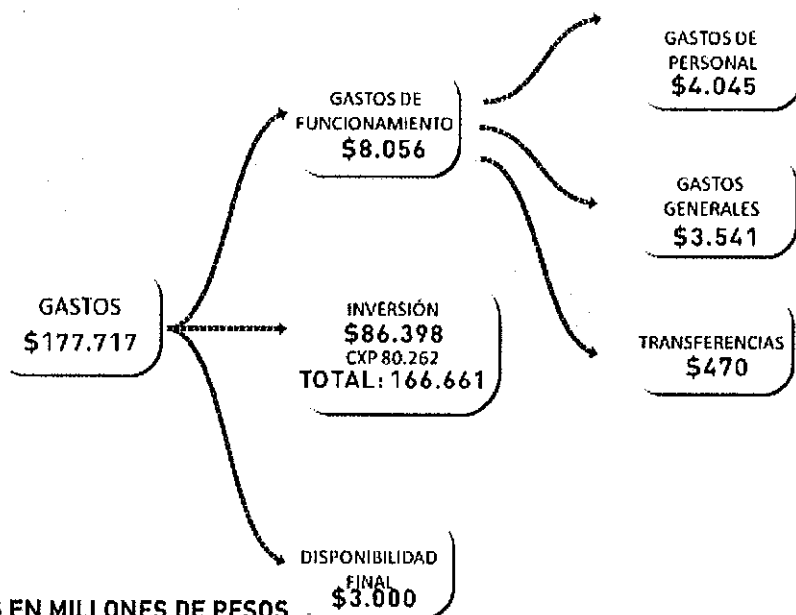 GASTOS
$177.717
GASTOS DE
FUNCIONAMIENTO
$8.056
GASTOS DE
PERSONAL
$4.045
GASTOS
GENERALES
$3.541
TRANSFERENCIAS
$470
INVERSIÓN
$86.398
CXP 80.262
TOTAL: 166.661
DISPONIBILIDAD
FINAL
$3.000
EN MILLONES DE PESOS